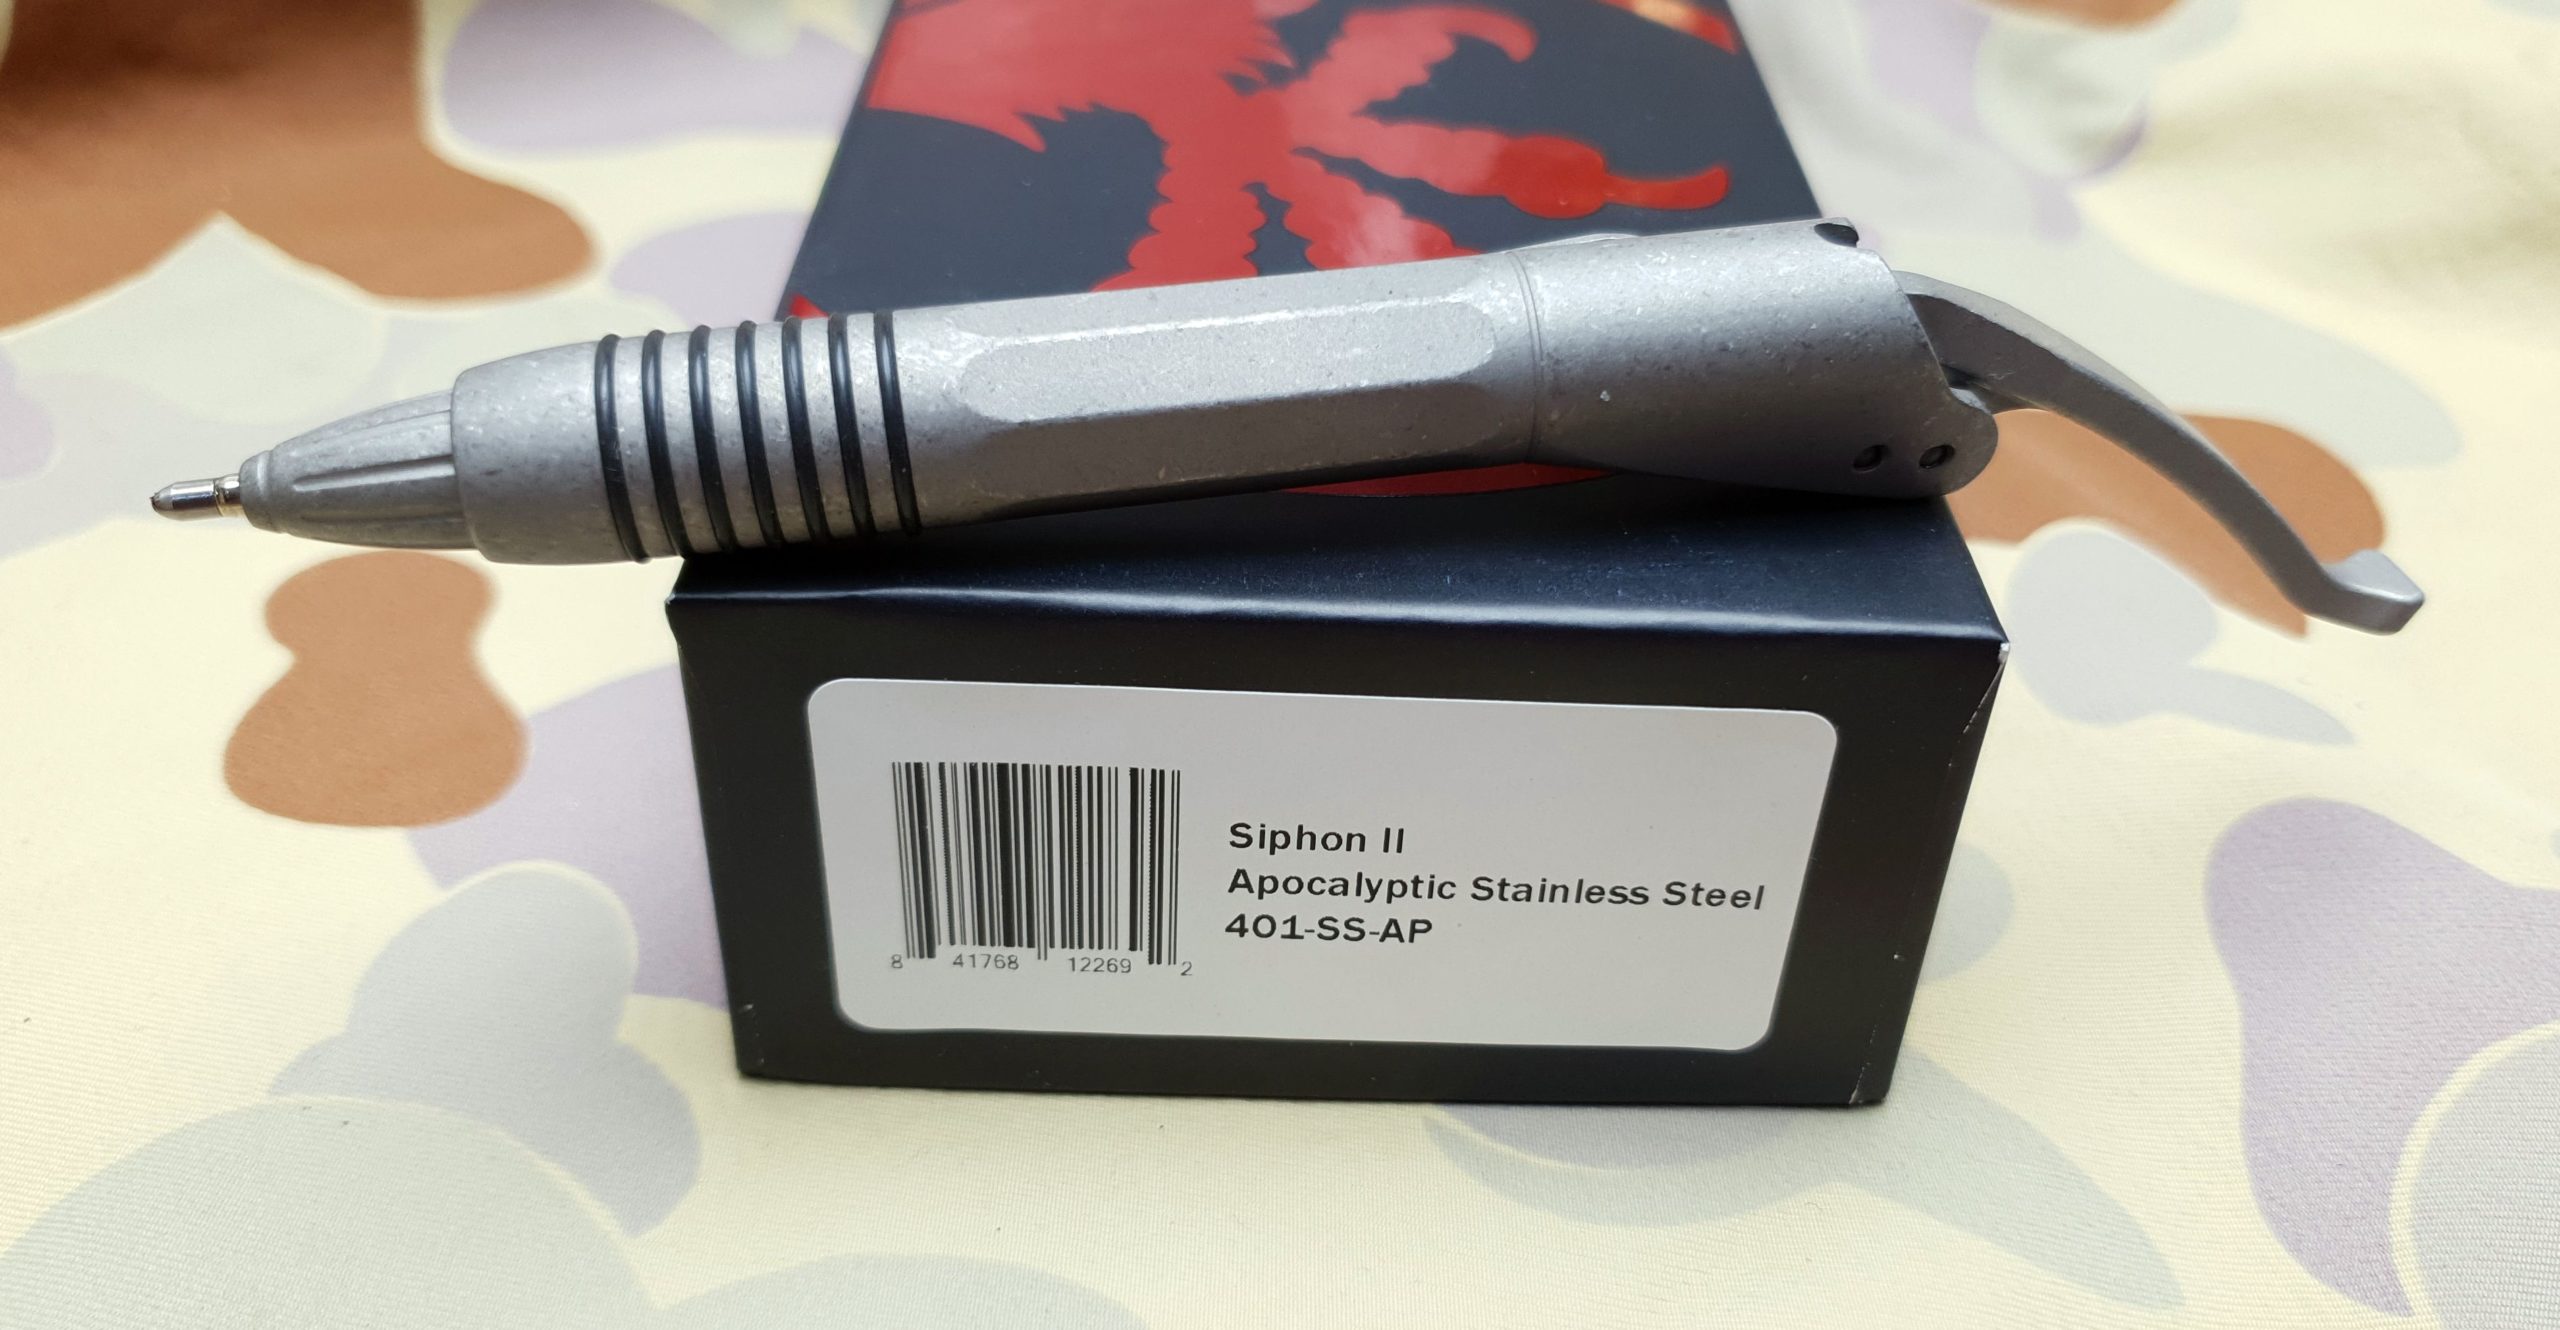 Siphon II
Apocalyptic Stainless Steel
401-SS-AP
8 41768 12269 2